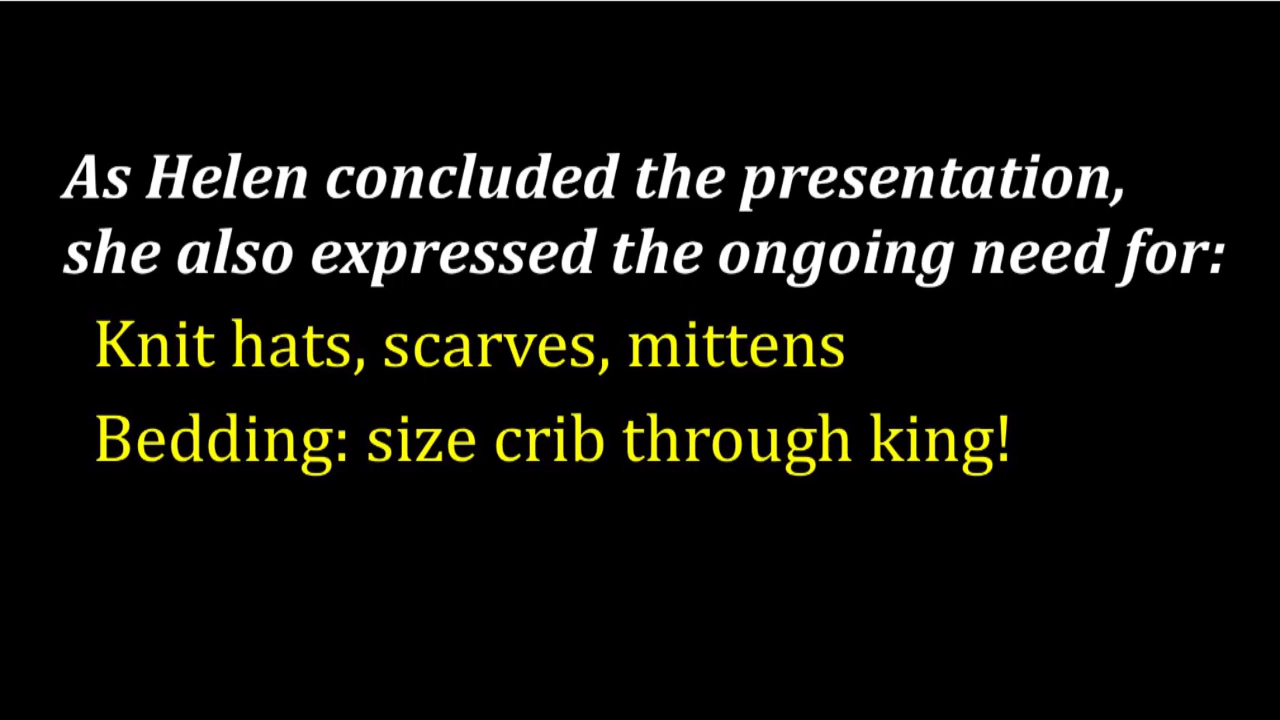 As Helen concluded the presentation,
she also expressed the ongoing need for:
Knit hats, scarves, mittens
Bedding: size crib through king!